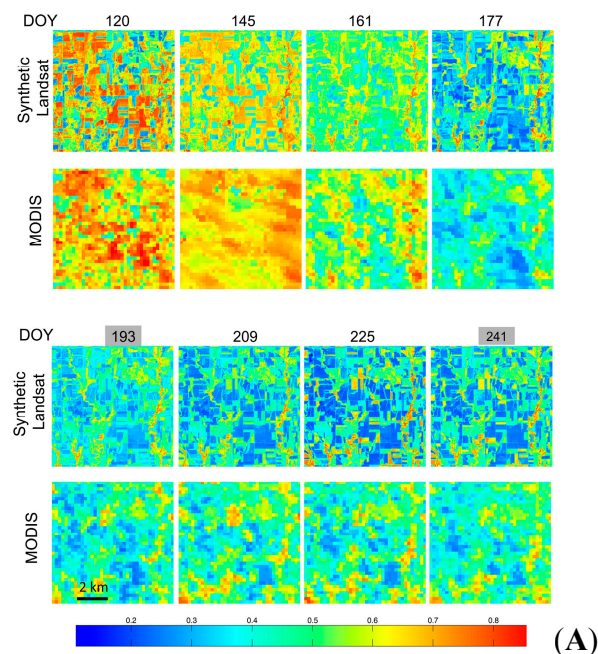 DOY 120 145 161 177
Synthetic
Landsat
MODIS
DOY 193 209 225 241
Synthetic
Landsat
MODIS
2 km
0.2 0.3 0.4 0.5 0.6 0.7 0.8
(A)